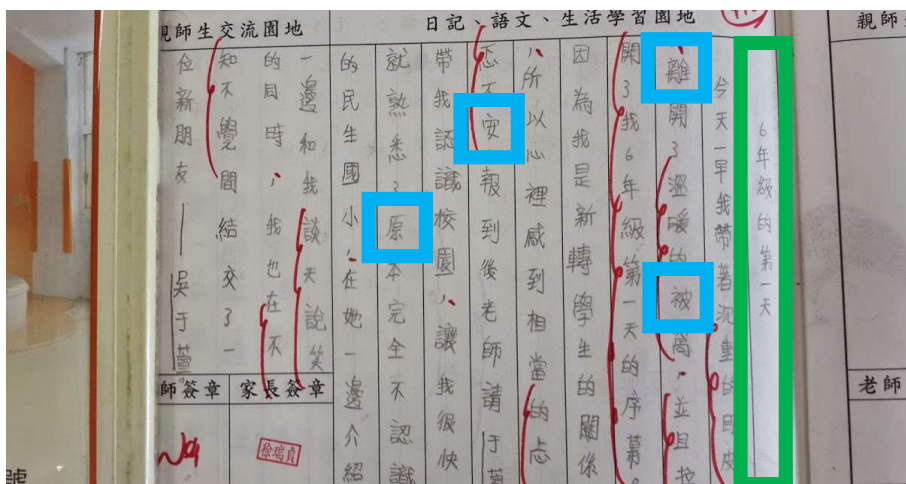 親師生交流園地
日記、語文、生活學習園地
親師
6年級的第一天
今天一早我帶著沉重的眼皮
離開了溫暖的被窩,並且拉
開了我6年級第一天的序幕。
因為我是新轉學生的關係
,所以心裡感到相當的忐
忑不安報到後老師請于萱
帶我認識校園,讓我很快
就熟悉了原本完全不認識
的民生國小,在她一邊介紹
一邊和我談天說笑
的同時,我也在不
知不覺間結交了一
位新朋友—吳于萱
師簽章
家長簽章
老師
徐瑞貞
號